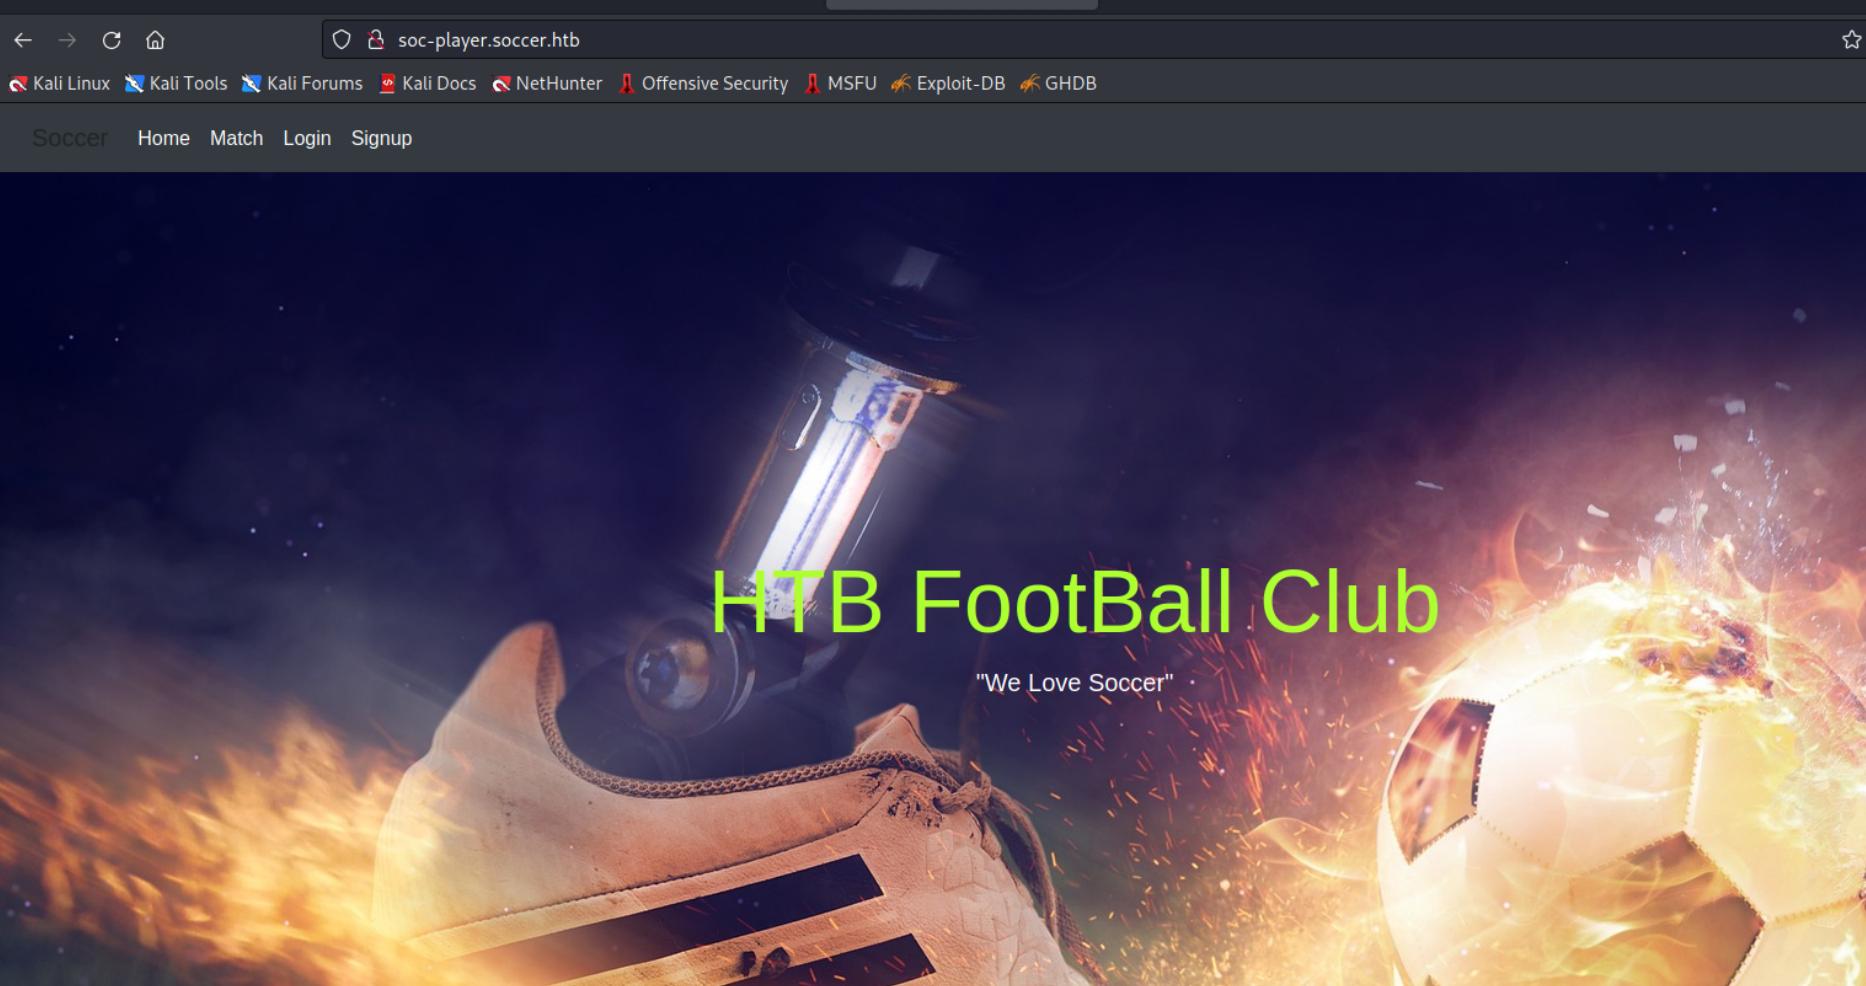 soc-player.soccer.htb
Kali Linux Kali Tools Kali Forums Kali Docs NetHunter Offensive Security MSFU Exploit-DB GHDB
Soccer Home Match Login Signup
HTB FootBall Club
"We Love Soccer"